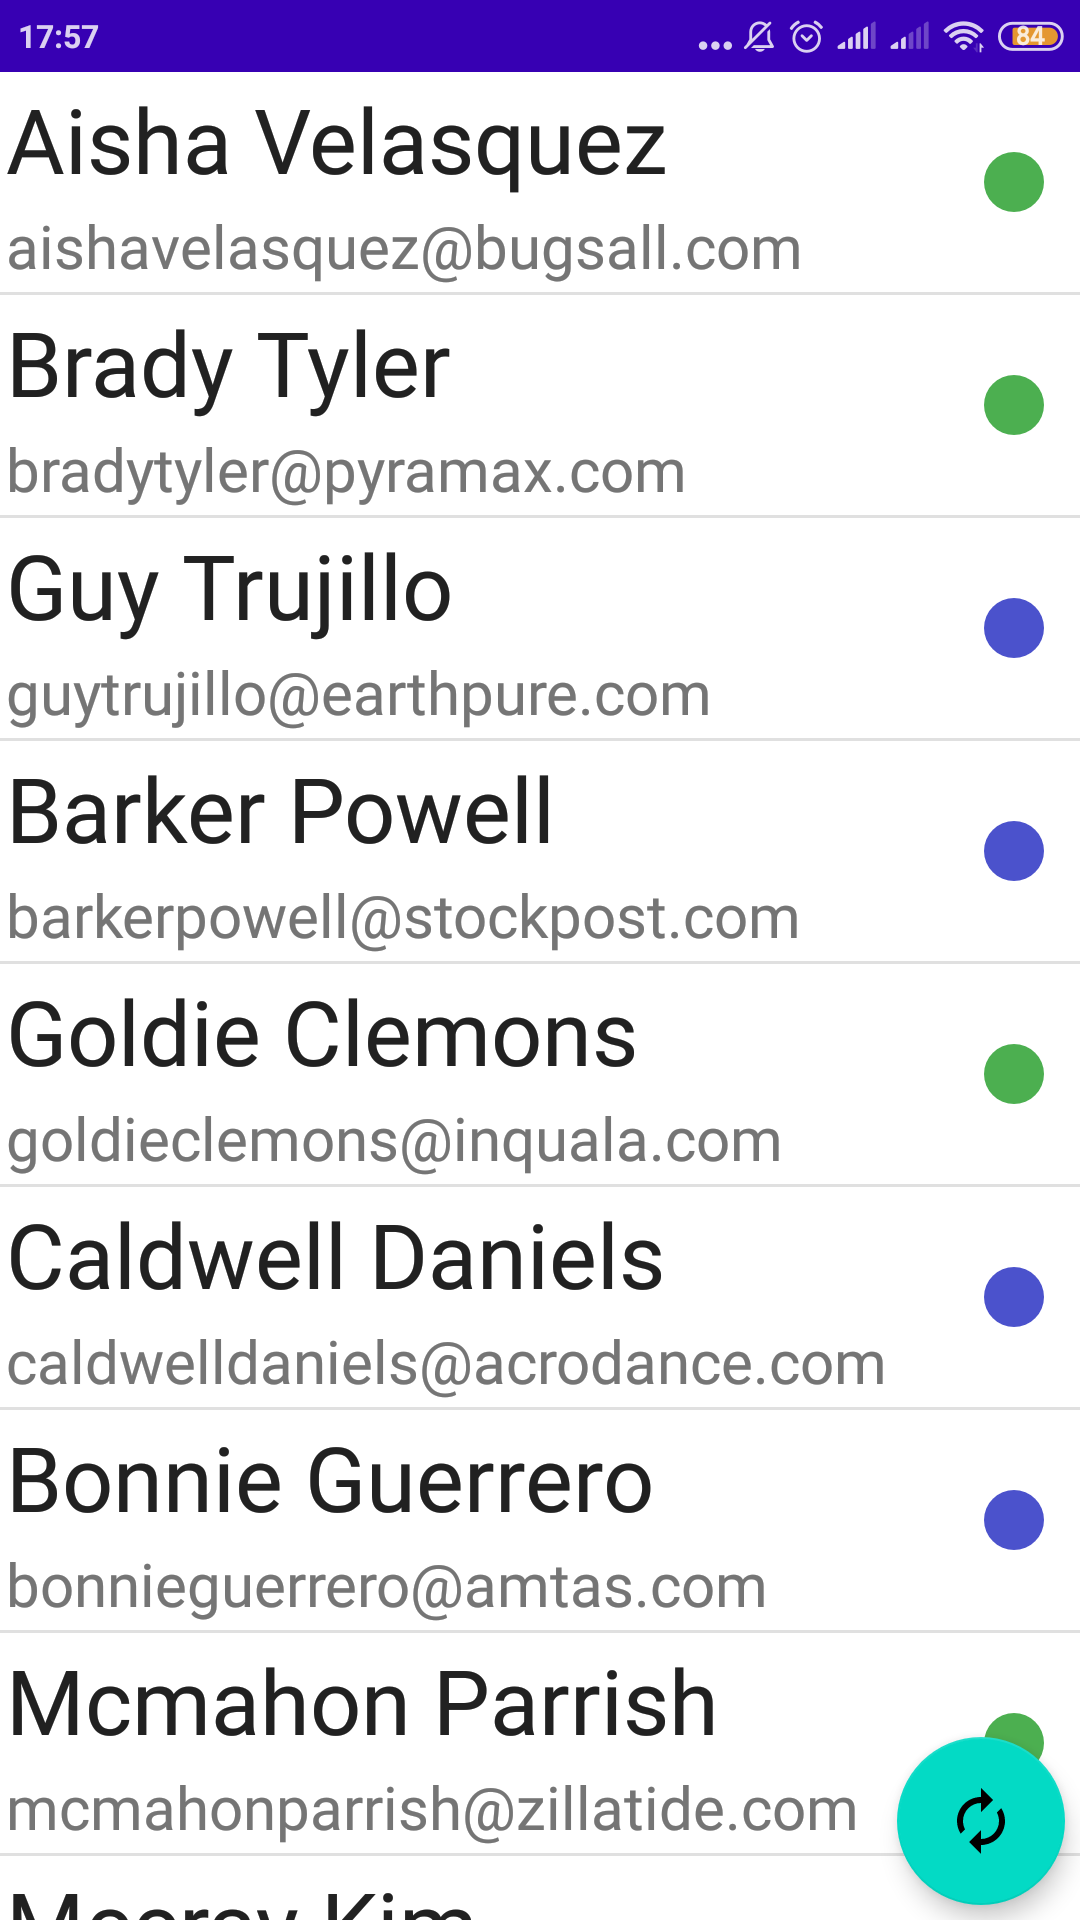 17:57
84
Aisha Velasquez
aishavelasquez@bugsall.com
Brady Tyler
bradytyler@pyramax.com
Guy Trujillo
guytrujillo@earthpure.com
Barker Powell
barkerpowell@stockpost.com
Goldie Clemons
goldieclemons@inquala.com
Caldwell Daniels
caldwelldaniels@acrodance.com
Bonnie Guerrero
bonnieguerrero@amtas.com
Mcmahon Parrish
mcmahonparrish@zillatide.com
Kim